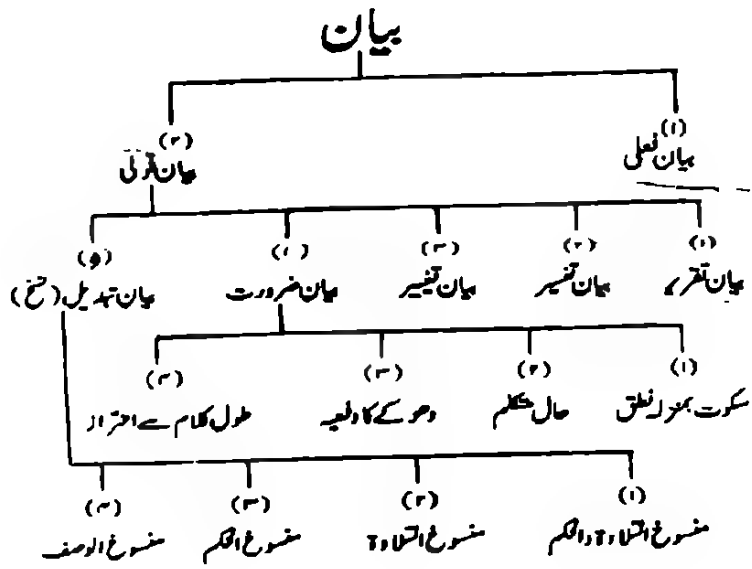 بیان
(۱) (۲)
بیان فعلی بیان قولی
(۱) (۲) (۳) (۴) (۵)
بیان تقریر بیان تفسیر بیان تغییر بیان ضرورت بیان تبدیل (نسخ)
(۱) (۲) (۳) (۴)
سکوت بمنزلہ نطق حال متکلم دھوکے کا دفعیہ طول کلام سے احتراز
(۱) (۲) (۳) (۴)
منسوخ التلاوۃ والحکم منسوخ التلاوۃ منسوخ الحکم منسوخ الوصف